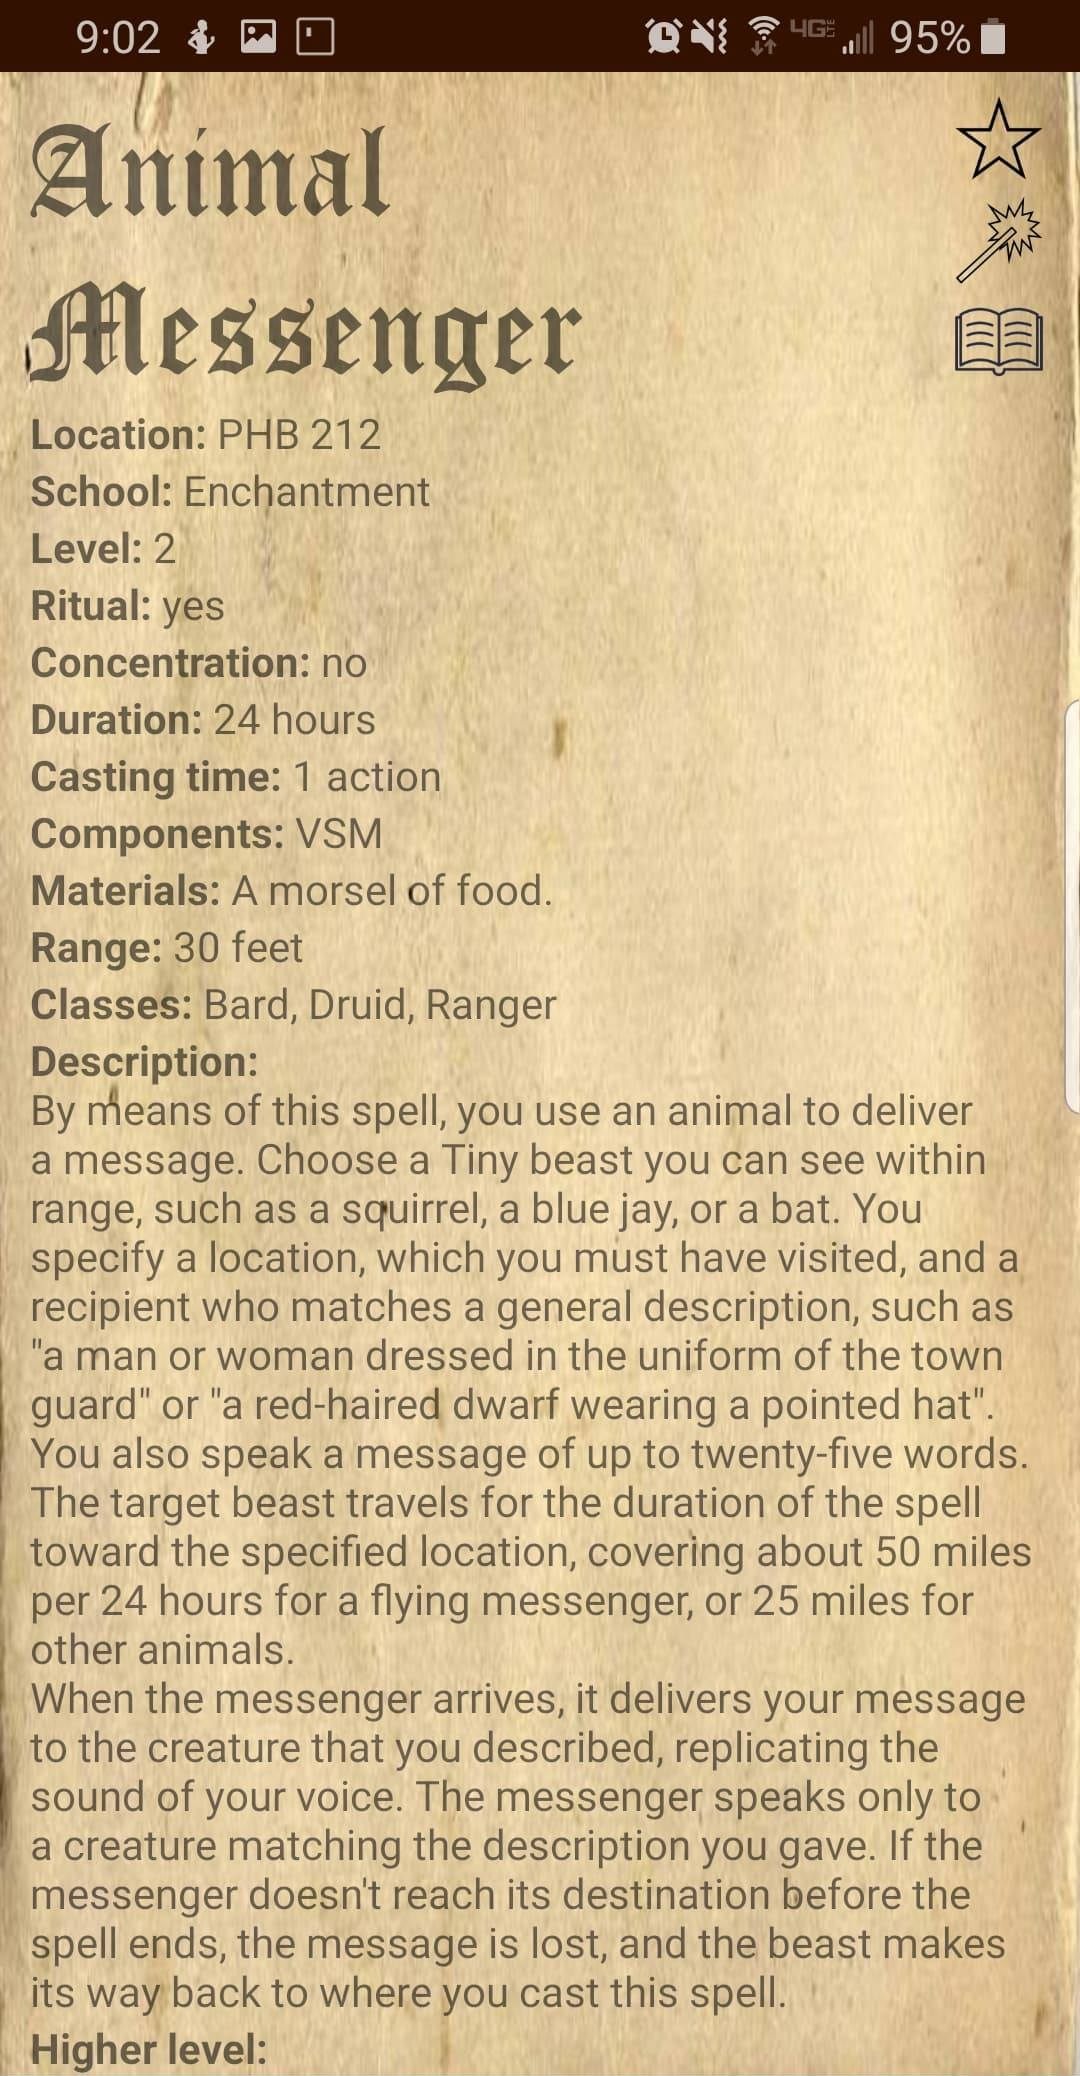 9:02 4G LTE 95%
Animal
Messenger
Location: PHB 212
School: Enchantment
Level: 2
Ritual: yes
Concentration: no
Duration: 24 hours
Casting time: 1 action
Components: VSM
Materials: A morsel of food.
Range: 30 feet
Classes: Bard, Druid, Ranger
Description:
By means of this spell, you use an animal to deliver
a message. Choose a Tiny beast you can see within
range, such as a squirrel, a blue jay, or a bat. You
specify a location, which you must have visited, and a
recipient who matches a general description, such as
"a man or woman dressed in the uniform of the town
guard" or "a red-haired dwarf wearing a pointed hat".
You also speak a message of up to twenty-five words.
The target beast travels for the duration of the spell
toward the specified location, covering about 50 miles
per 24 hours for a flying messenger, or 25 miles for
other animals.
When the messenger arrives, it delivers your message
to the creature that you described, replicating the
sound of your voice. The messenger speaks only to
a creature matching the description you gave. If the
messenger doesn't reach its destination before the
spell ends, the message is lost, and the beast makes
its way back to where you cast this spell.
Higher level: